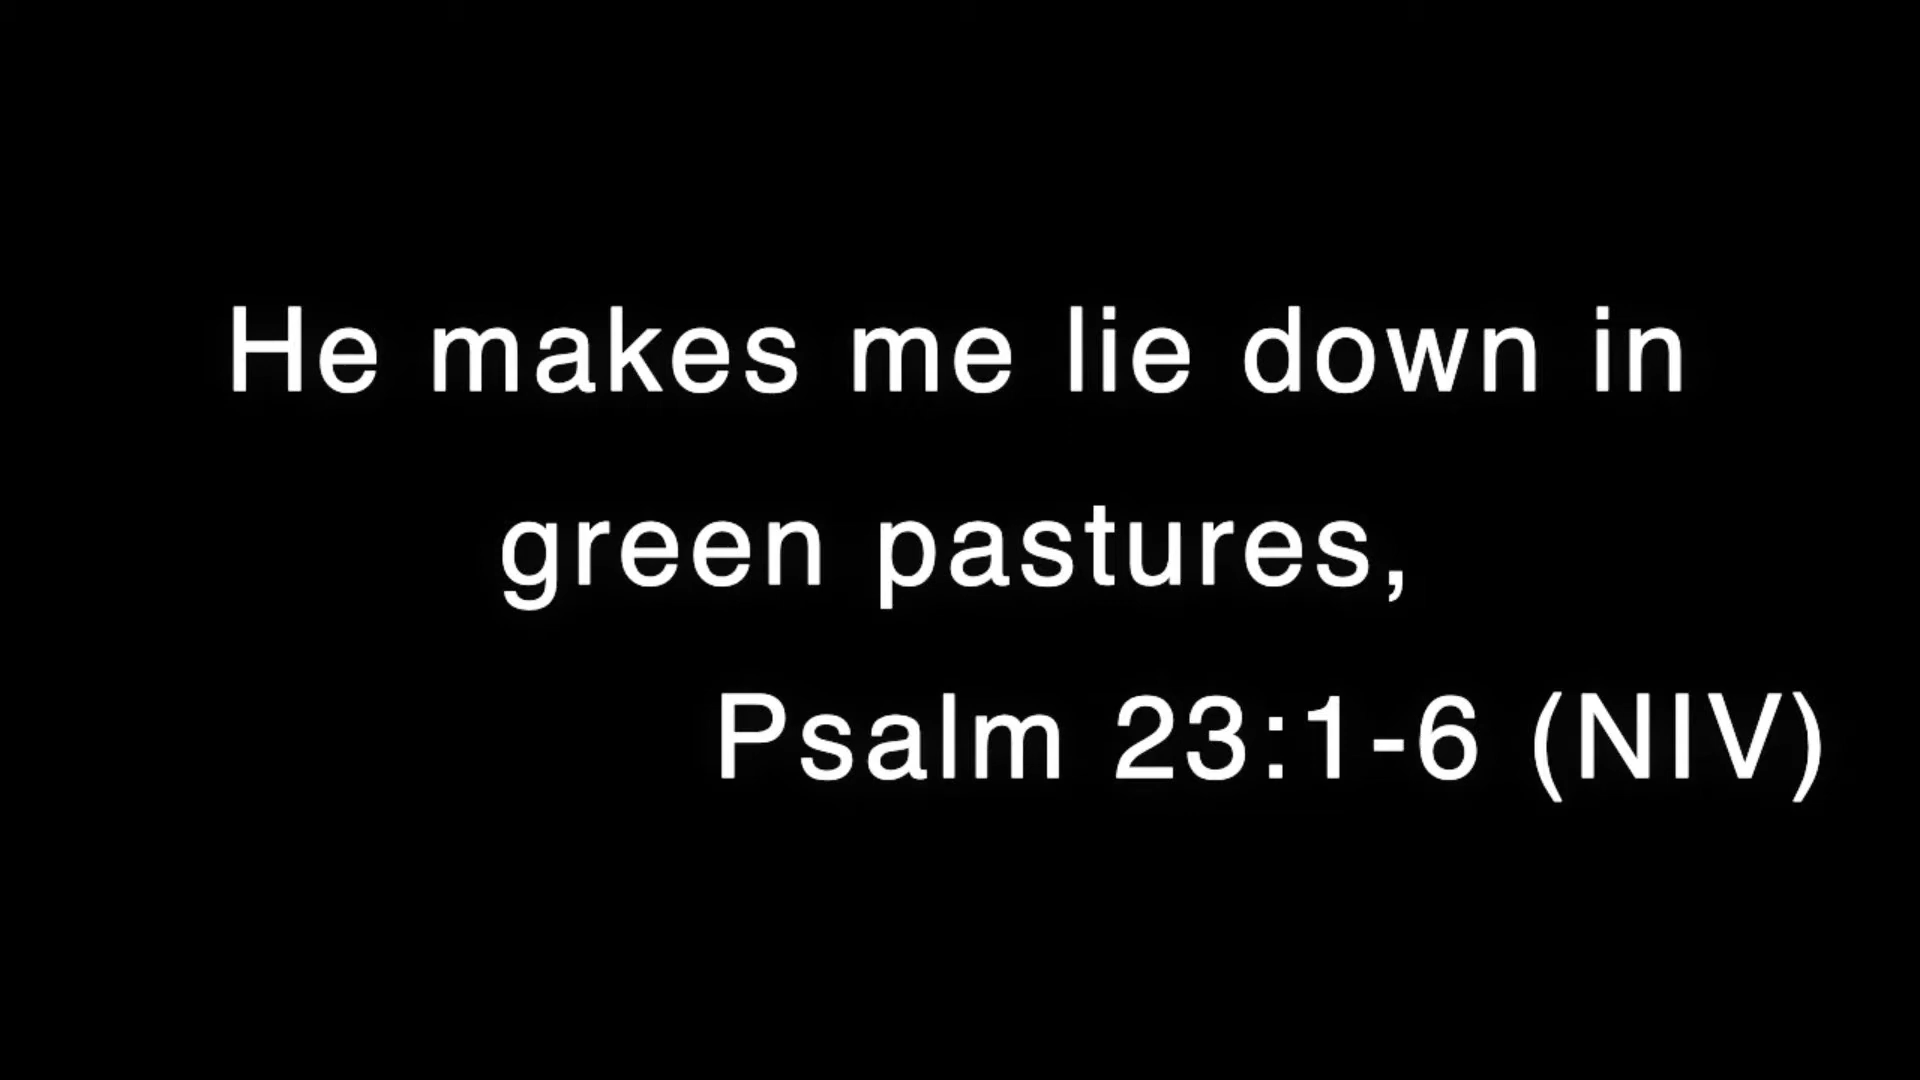 He makes me lie down in
green pastures,
Psalm 23:1-6 (NIV)